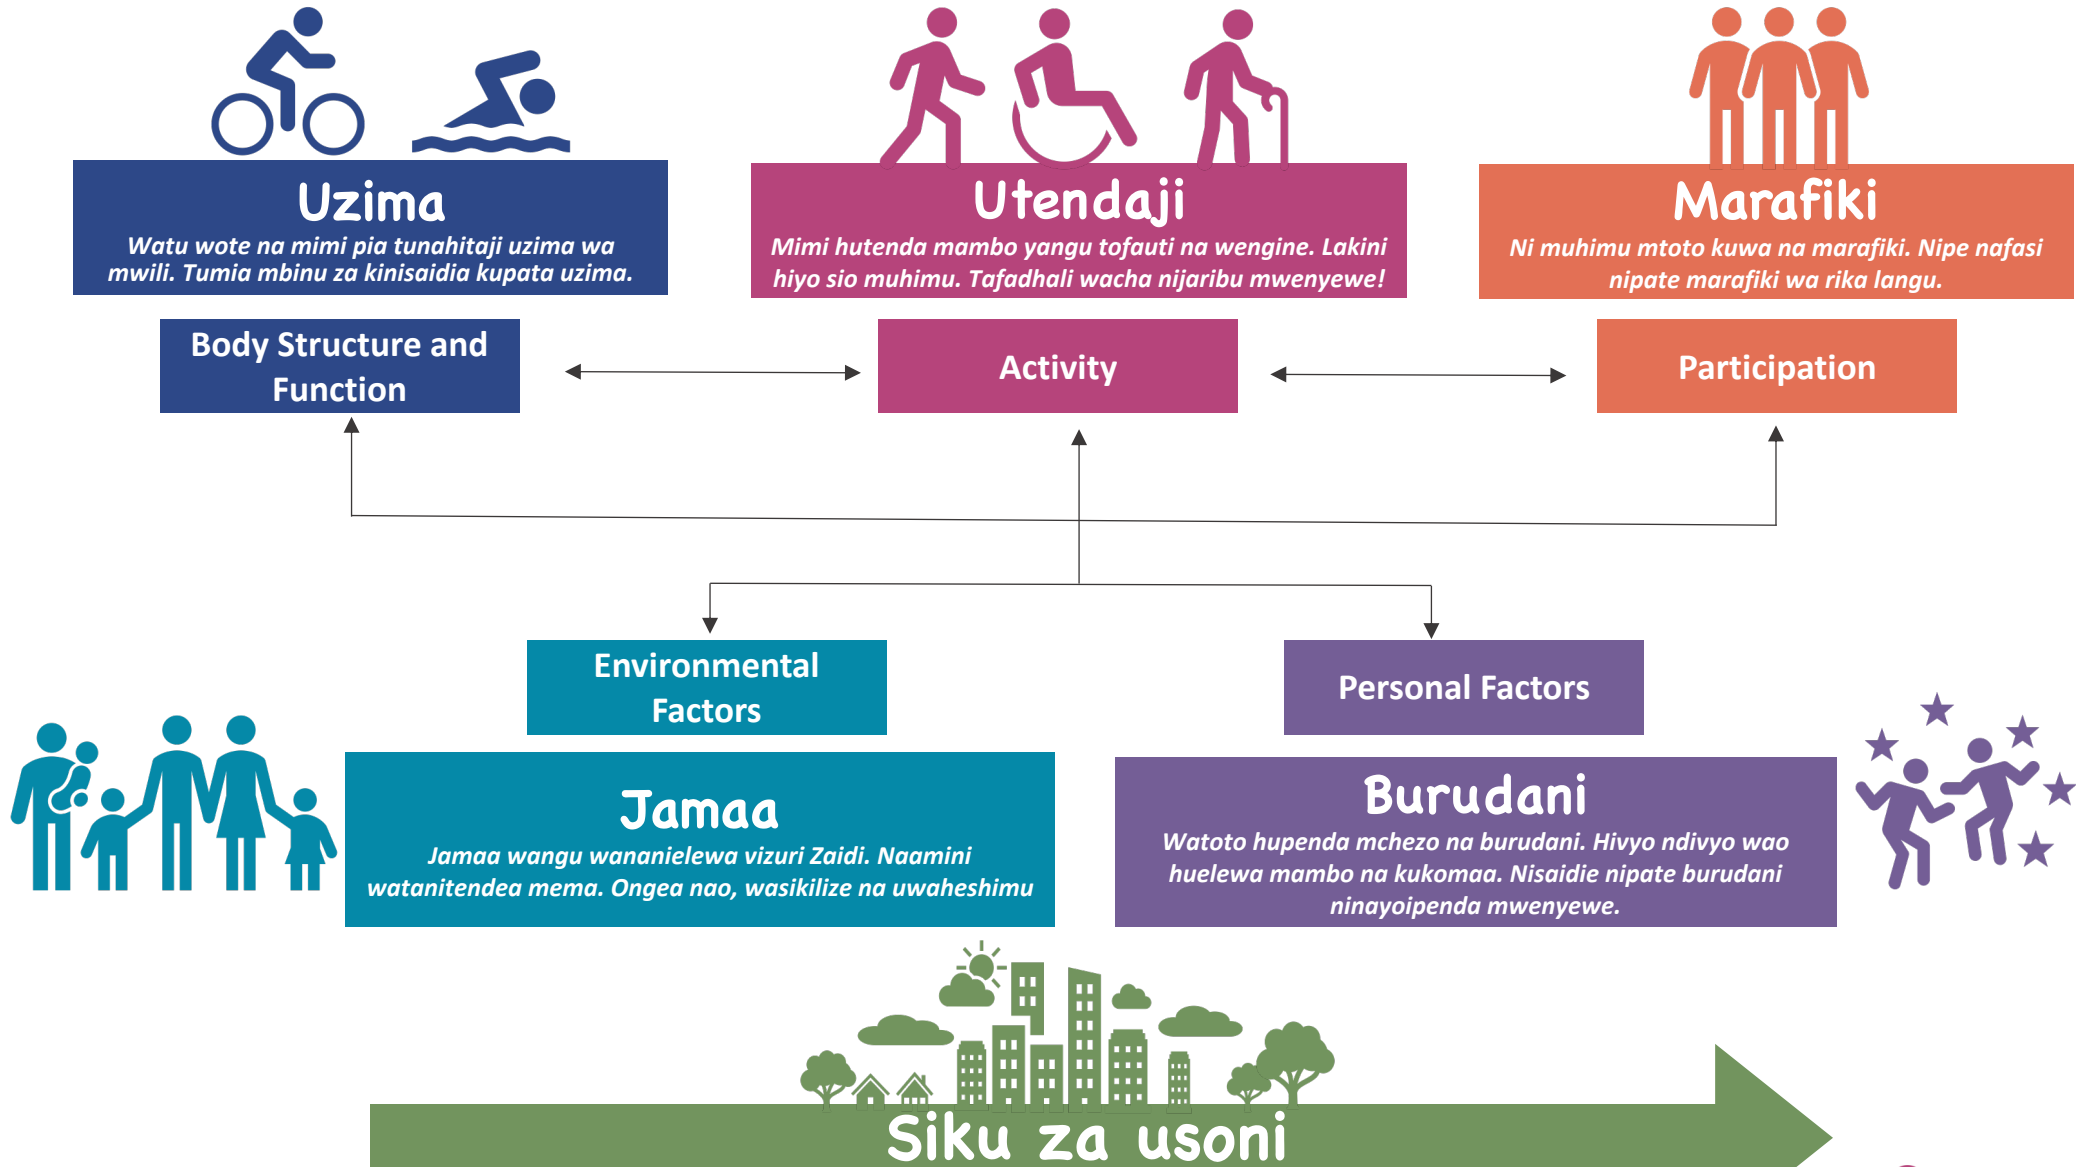 Uzima
Watu wote na mimi pia tunahitaji uzima wa
mwili. Tumia mbinu za kinisaidia kupata uzima.
Utendaji
Mimi hutenda mambo yangu tofauti na wengine. Lakini
hiyo sio muhimu. Tafadhali wacha nijaribu mwenyewe!
Marafiki
Ni muhimu mtoto kuwa na marafiki. Nipe nafasi
nipate marafiki wa rika langu.
Body Structure and
Function
Activity
Participation
Environmental
Factors
Personal Factors
Jamaa
Jamaa wangu wananielewa vizuri Zaidi. Naamini
watanitendea mema. Ongea nao, wasikilize na uwaheshimu
Burudani
Watoto hupenda mchezo na burudani. Hivyo ndivyo wao
huelewa mambo na kukomaa. Nisaidie nipate burudani
ninayoipenda mwenyewe.
Siku za usoni